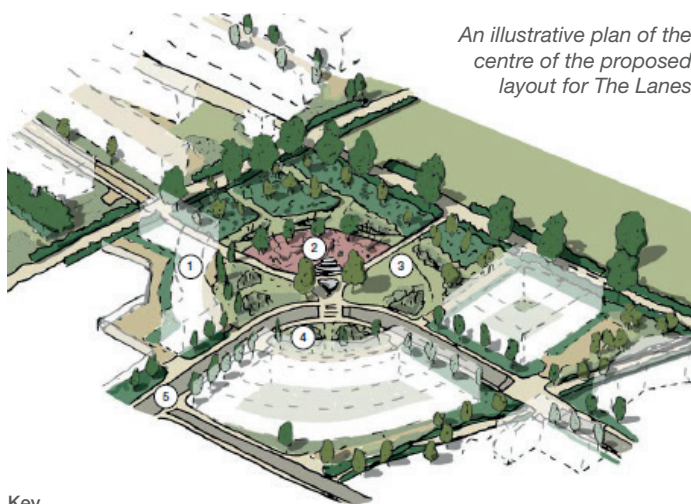 An illustrative plan of the
centre of the proposed
layout for The Lanes
1
2
3
4
5
Key